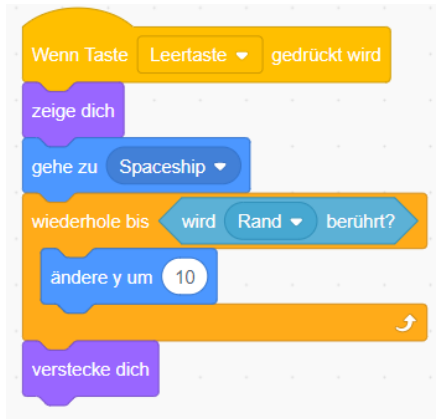 Wenn Taste Leertaste gedrückt wird
zeige dich
gehe zu Spaceship
wiederhole bis wird Rand berührt?
ändere y um 10
verstecke dich